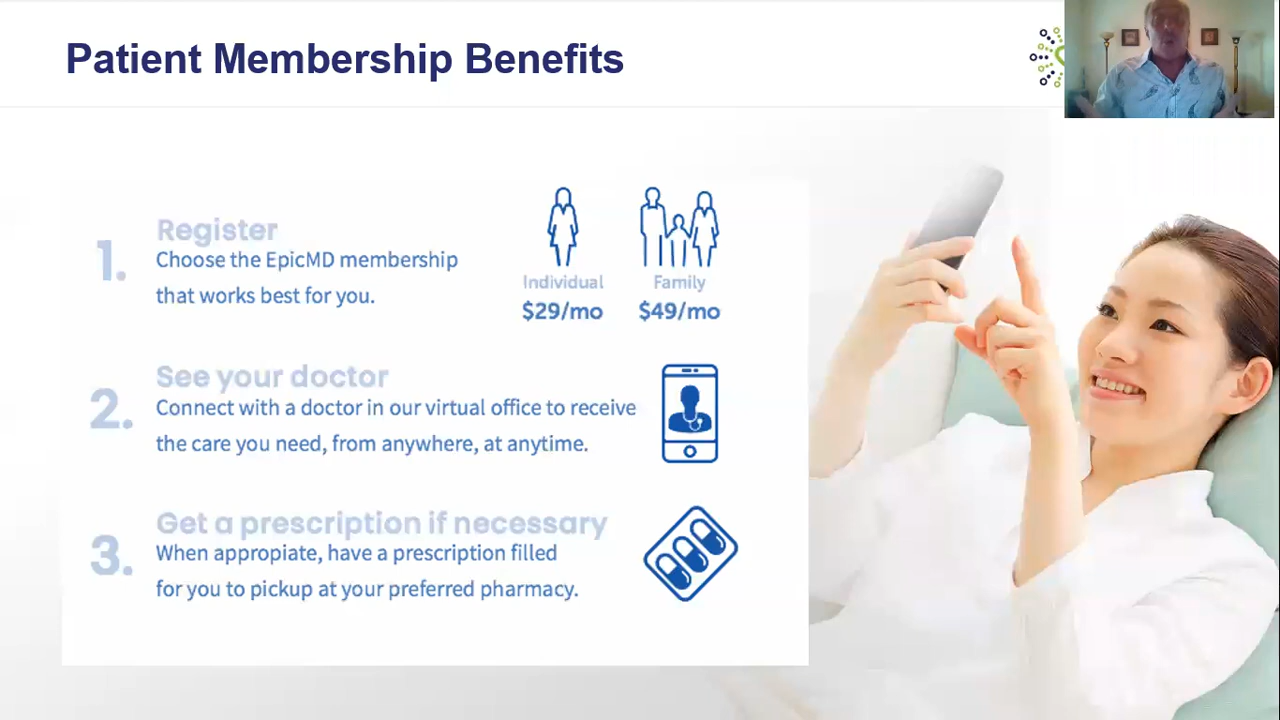 Patient Membership Benefits
1.
Register
Choose the EpicMD membership
that works best for you.
Individual
$29/mo
Family
$49/mo
2.
See your doctor
Connect with a doctor in our virtual office to receive
the care you need, from anywhere, at anytime.
3.
Get a prescription if necessary
When appropiate, have a prescription filled
for you to pickup at your preferred pharmacy.